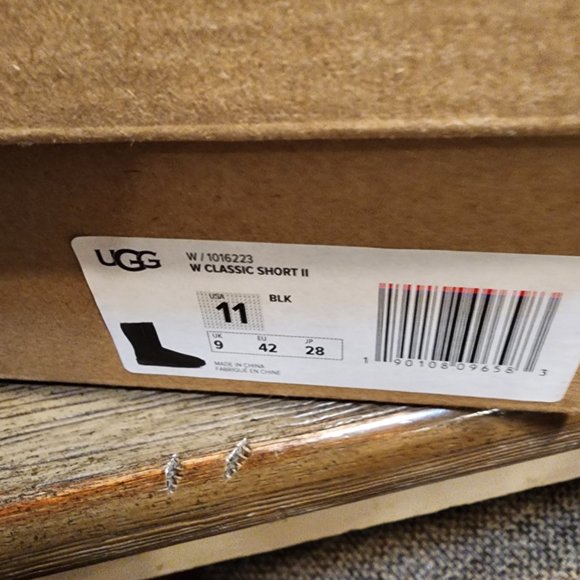 UGG
W / 1016223
W CLASSIC SHORT II
USA
11
BLK
UK EU JP
9 42 28
MADE IN CHINA
FABRIQUÉ EN CHINE
1 90108 09658 3